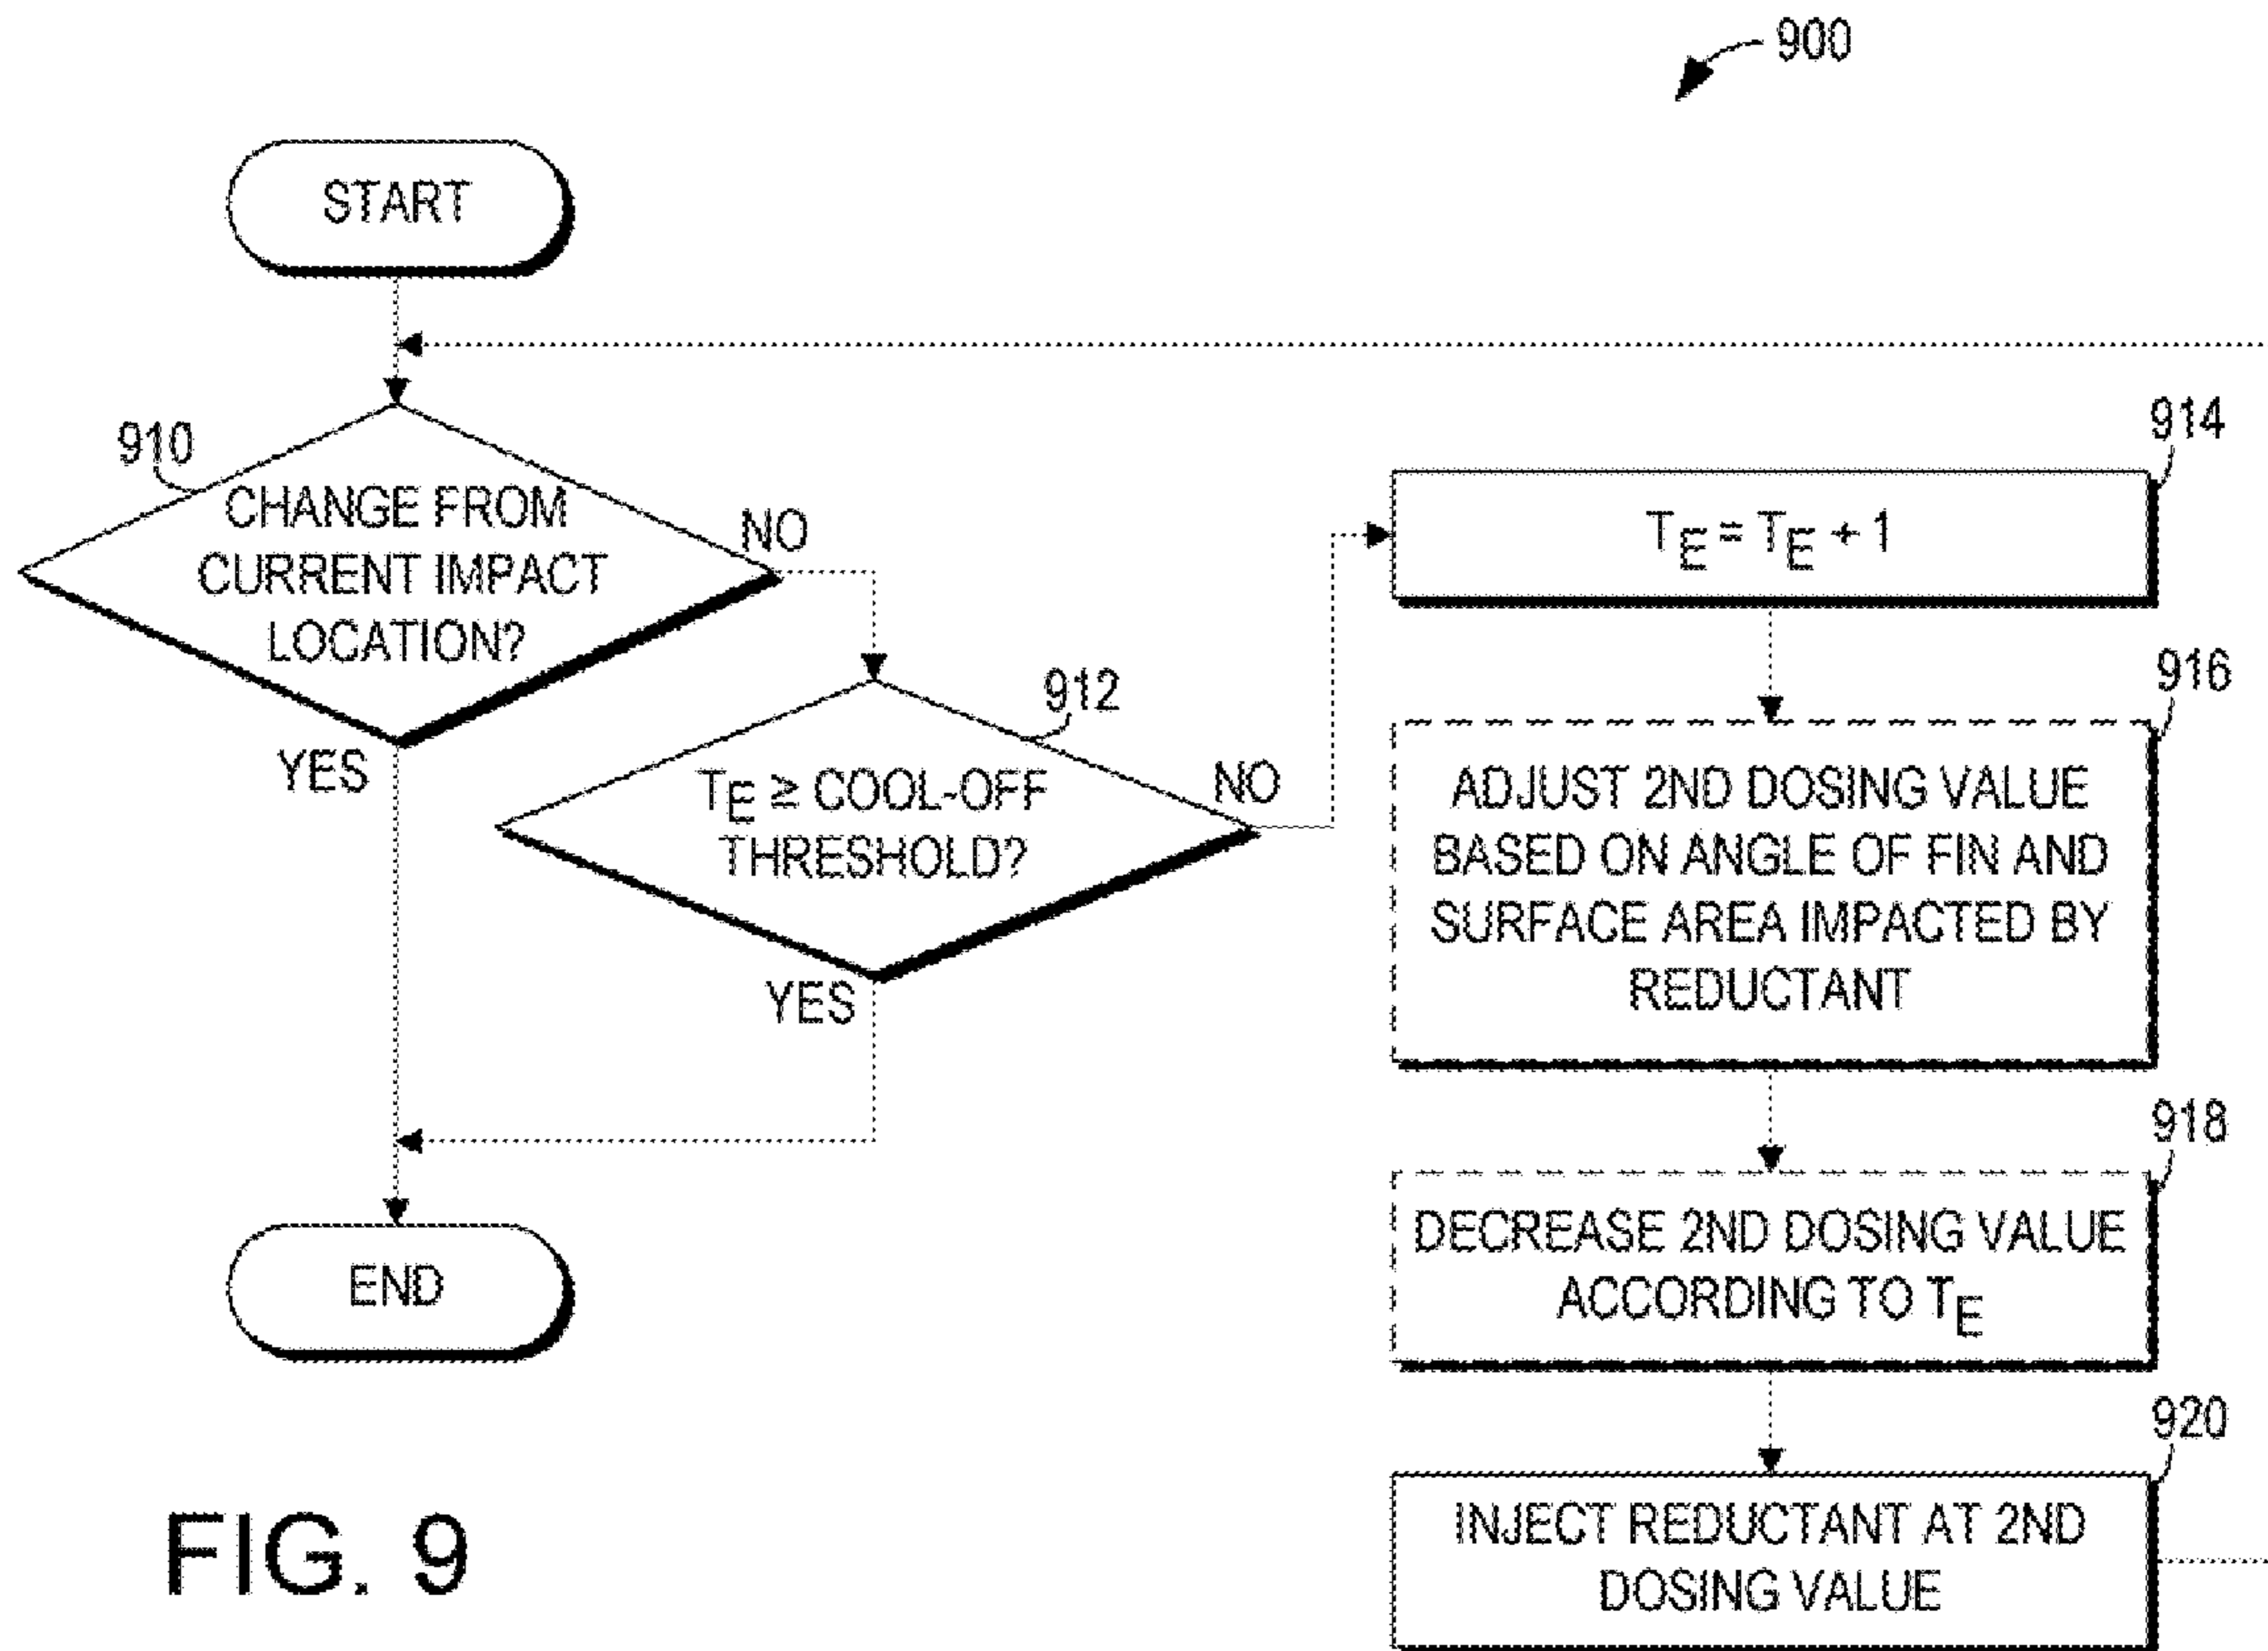 900
START
910
CHANGE FROM
CURRENT IMPACT
LOCATION?
NO
YES
912
TE ≥ COOL-OFF
THRESHOLD?
NO
YES
END
914
TE = TE + 1
916
ADJUST 2ND DOSING VALUE
BASED ON ANGLE OF FIN AND
SURFACE AREA IMPACTED BY
REDUCTANT
918
DECREASE 2ND DOSING VALUE
ACCORDING TO TE
920
INJECT REDUCTANT AT 2ND
DOSING VALUE
FIG. 9